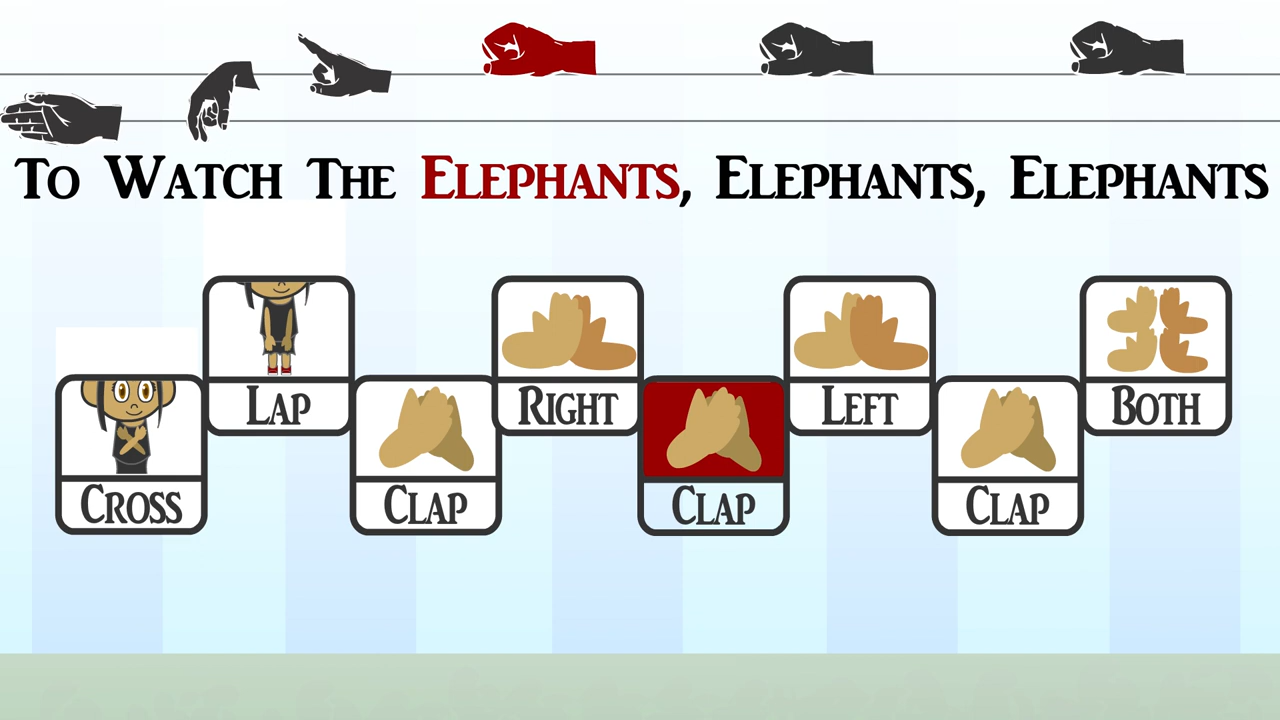 To Watch The Elephants, Elephants, Elephants
Lap Right Left Both
Cross Clap Clap Clap